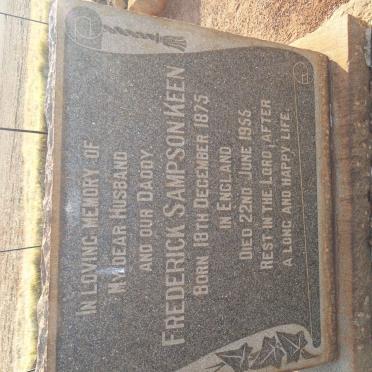 IN LOVING MEMORY OF
MY DEAR HUSBAND
AND OUR DADDY.
FREDERICK SAMPSON KEEN
BORN 18TH DECEMBER 1875
IN ENGLAND
DIED 22ND JUNE 1955
REST IN THE LORD, AFTER
A LONG AND HAPPY LIFE.